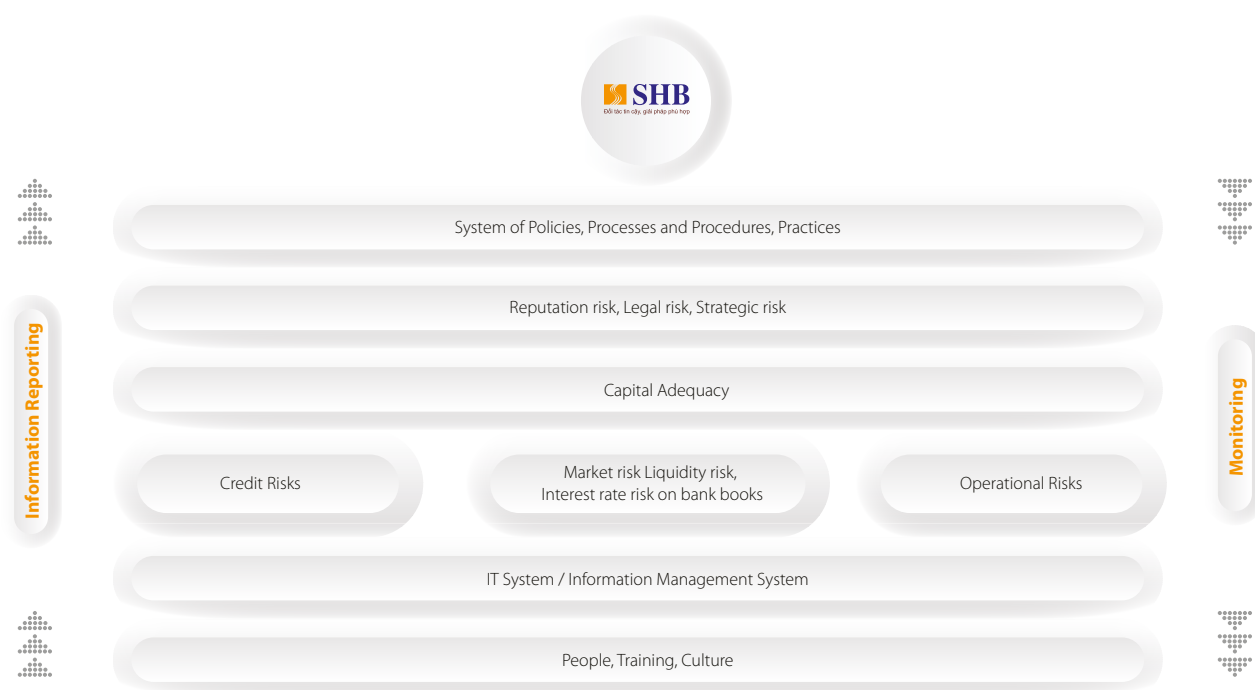 SHB
Đối tác tin cậy, giải pháp phù hợp
System of Policies, Processes and Procedures, Practices
Reputation risk, Legal risk, Strategic risk
Information Reporting
Capital Adequacy
Monitoring
Credit Risks
Market risk Liquidity risk,
Interest rate risk on bank books
Operational Risks
IT System / Information Management System
People, Training, Culture